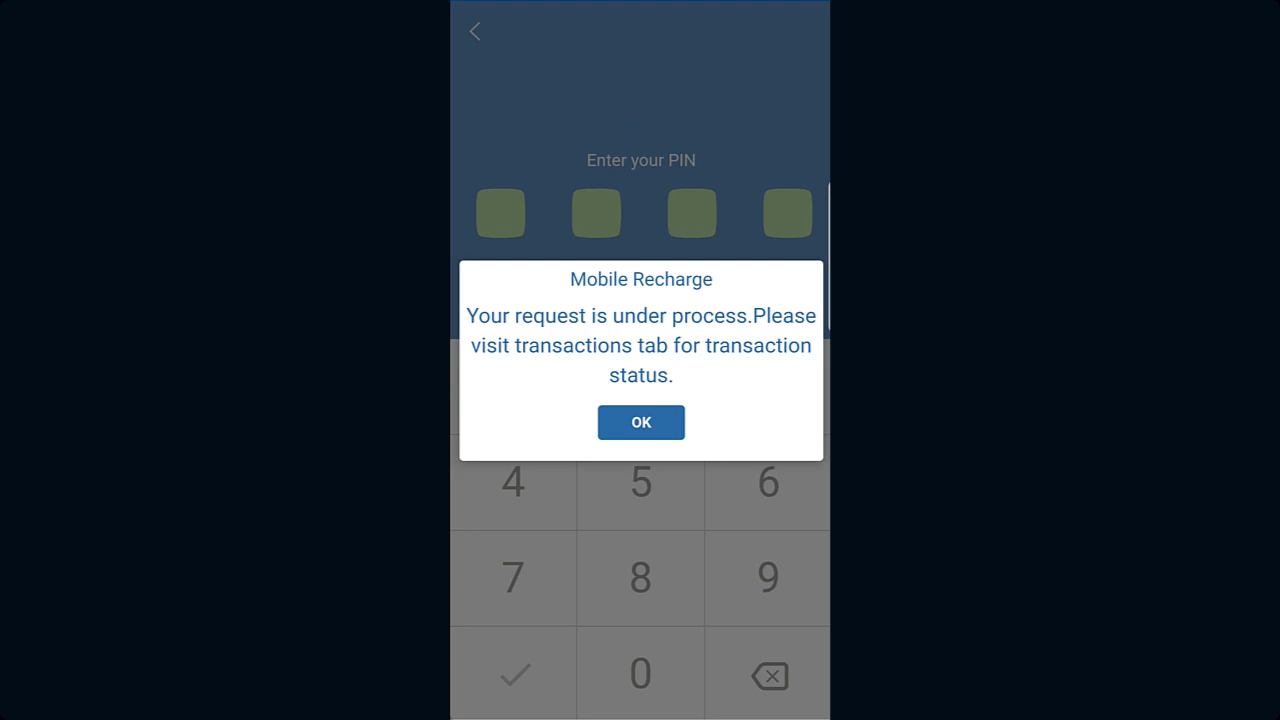 Enter your PIN
Mobile Recharge
Your request is under process.Please
visit transactions tab for transaction
status.
OK
4 5 6
7 8 9
0